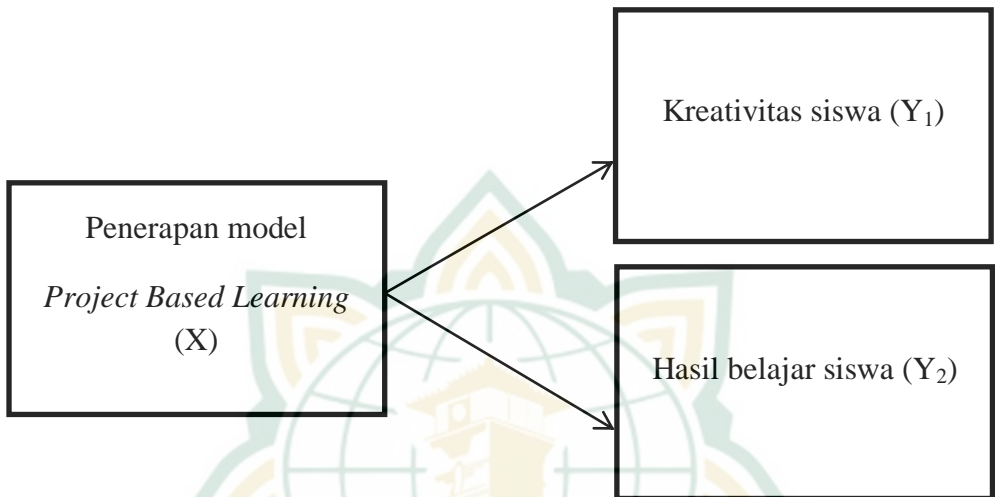 Penerapan model
Project Based Learning
(X)
Kreativitas siswa (Y₁)
Hasil belajar siswa (Y₂)